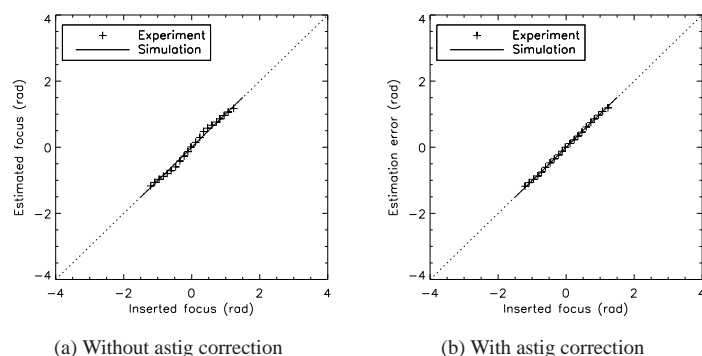 4
2
0
−2
−4
Estimated focus (rad)
+ Experiment
Simulation
−4 −2 0 2 4
Inserted focus (rad)
(a) Without astig correction
4
2
0
−2
−4
Estimation error (rad)
+ Experiment
Simulation
−4 −2 0 2 4
Inserted focus (rad)
(b) With astig correction